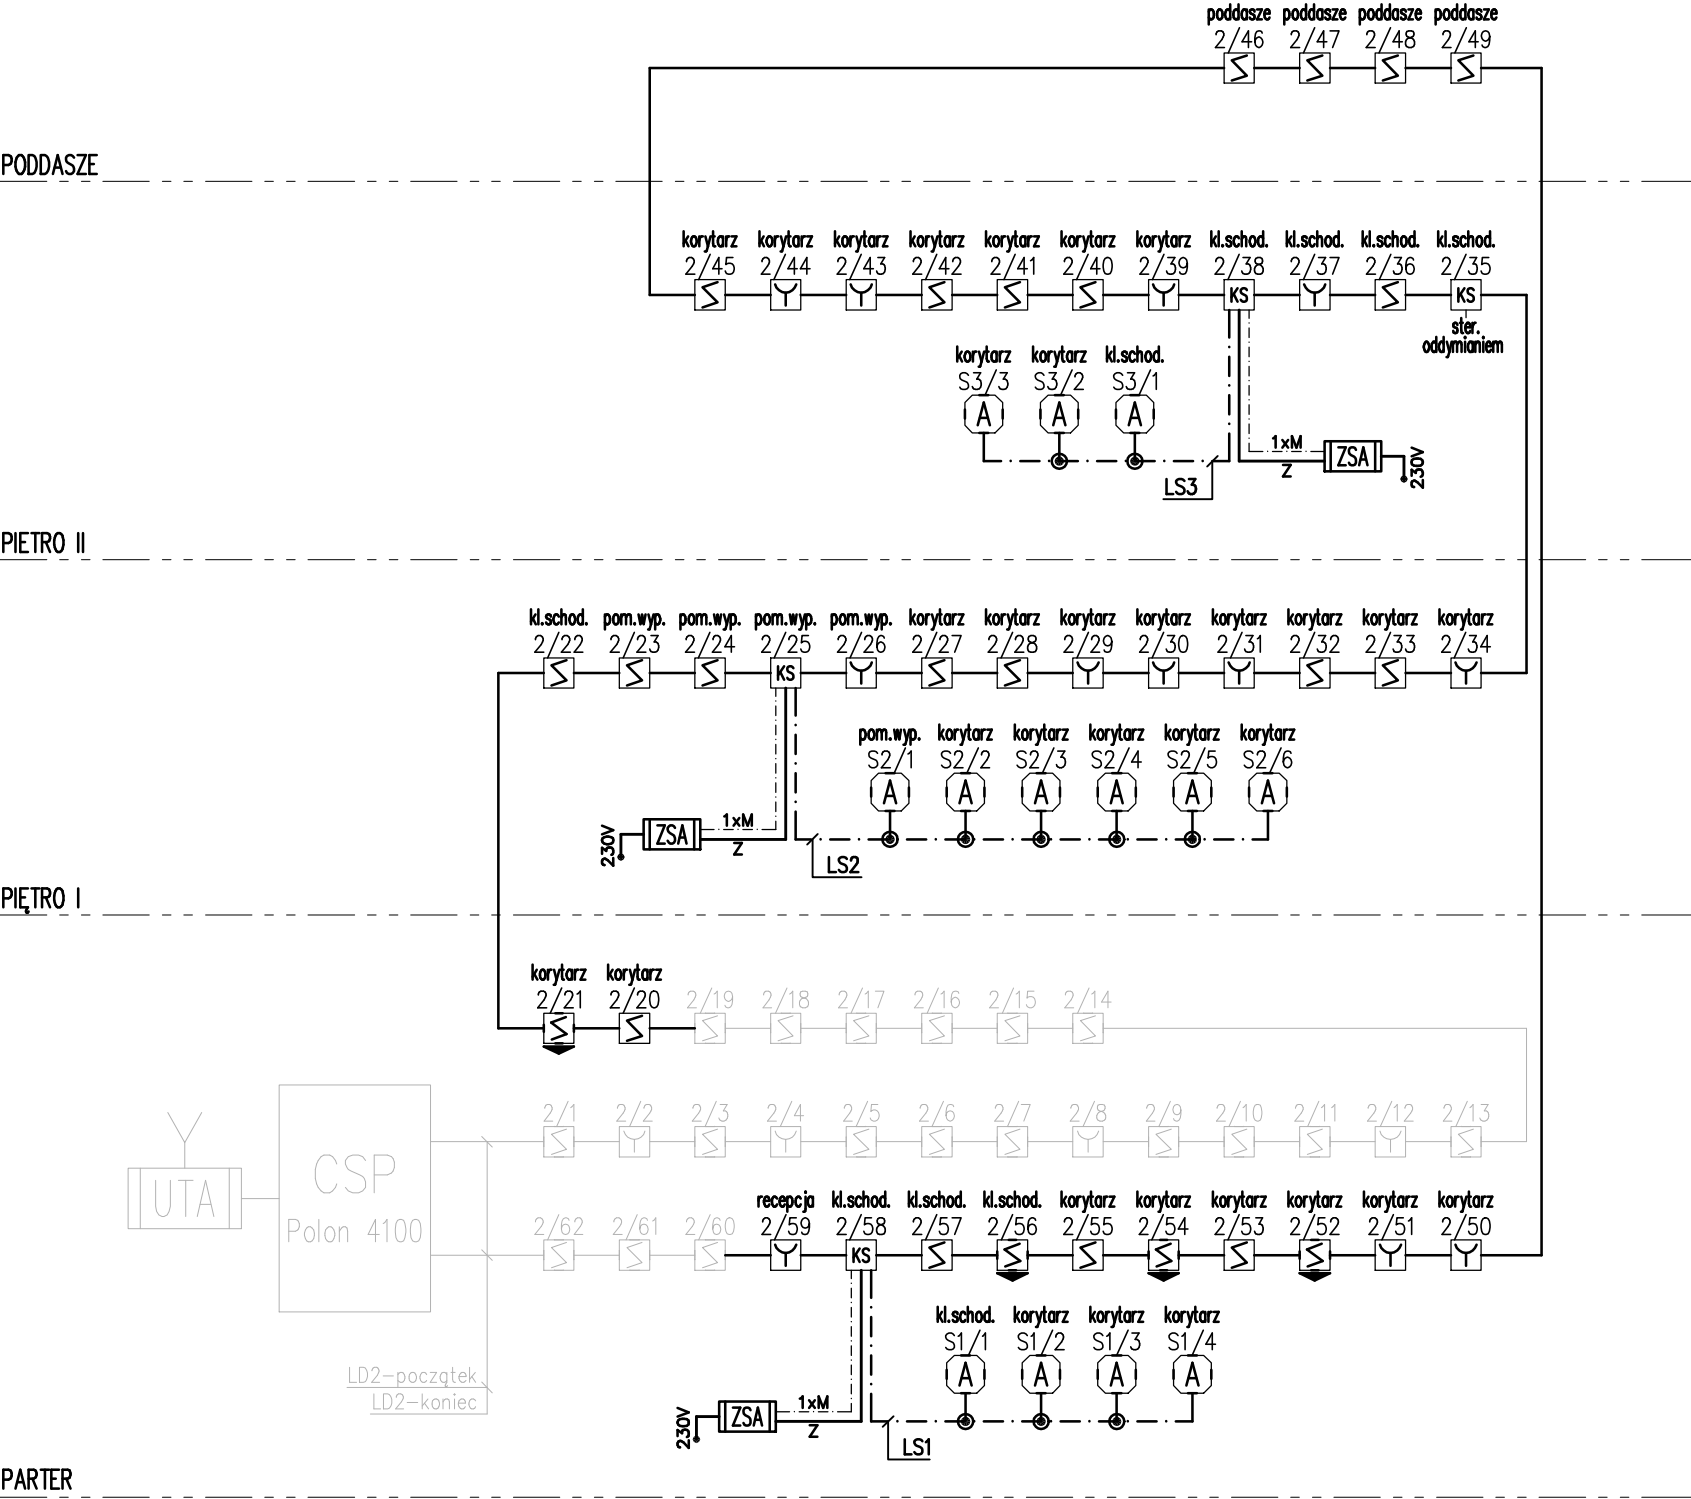 poddasze poddasze poddasze poddasze
2/46 2/47 2/48 2/49
PODDASZE
korytarz korytarz korytarz korytarz korytarz korytarz korytarz kl.schod. kl.schod. kl.schod. kl.schod.
2/45 2/44 2/43 2/42 2/41 2/40 2/39 2/38 2/37 2/36 2/35
KS KS
ster.
oddymianiem
korytarz korytarz kl.schod.
S3/3 S3/2 S3/1
A A A
1xM
ZSA
Z
230V
LS3
PIETRO II
kl.schod. pom.wyp. pom.wyp. pom.wyp. pom.wyp. korytarz korytarz korytarz korytarz korytarz korytarz korytarz korytarz
2/22 2/23 2/24 2/25 2/26 2/27 2/28 2/29 2/30 2/31 2/32 2/33 2/34
KS
pom.wyp. korytarz korytarz korytarz korytarz korytarz
S2/1 S2/2 S2/3 S2/4 S2/5 S2/6
A A A A A A
230V
ZSA
1xM
Z
LS2
PIĘTRO I
korytarz korytarz
2/21 2/20 2/19 2/18 2/17 2/16 2/15 2/14
2/1 2/2 2/3 2/4 2/5 2/6 2/7 2/8 2/9 2/10 2/11 2/12 2/13
CSP
Polon 4100
UTA
recepcja kl.schod. kl.schod. kl.schod. korytarz korytarz korytarz korytarz korytarz korytarz
2/62 2/61 2/60 2/59 2/58 2/57 2/56 2/55 2/54 2/53 2/52 2/51 2/50
KS
kl.schod. korytarz korytarz korytarz
S1/1 S1/2 S1/3 S1/4
A A A A
LD2-początek
LD2-koniec
230V
ZSA
1xM
Z
LS1
PARTER